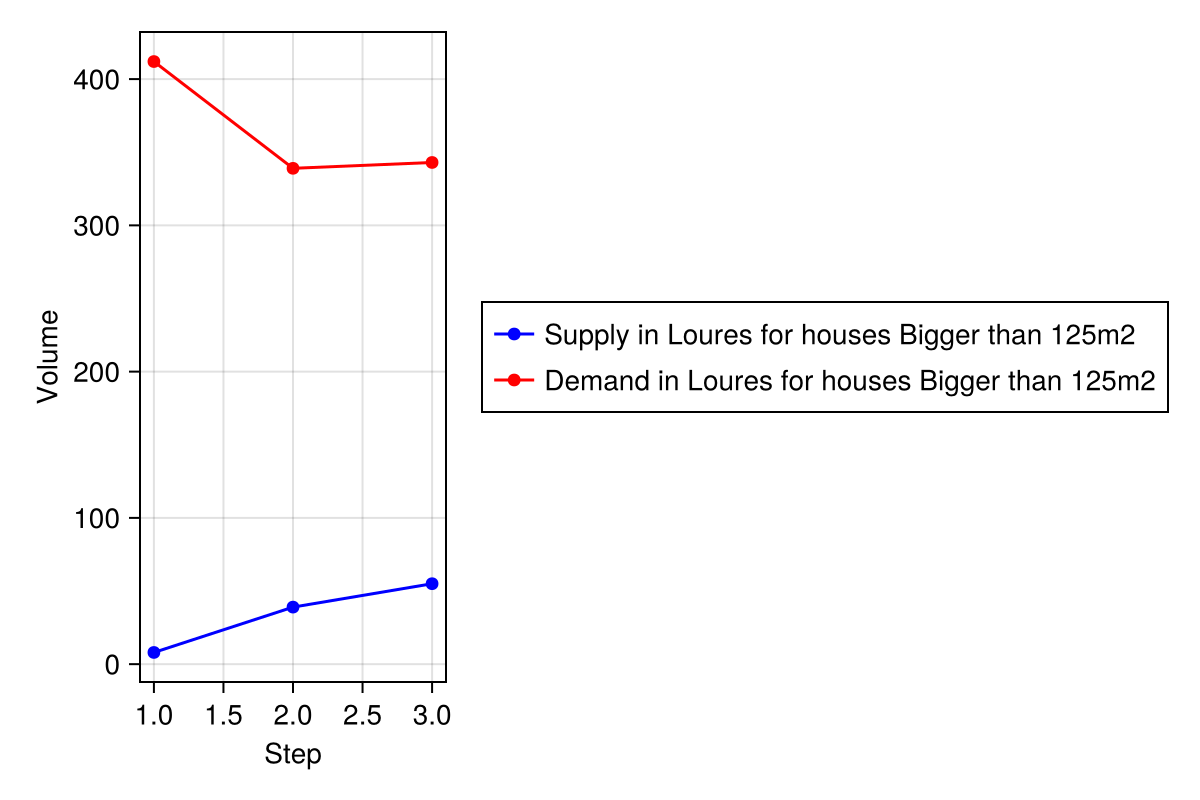 400
300
200
100
0
Volume
1.0 1.5 2.0 2.5 3.0
Step
Supply in Loures for houses Bigger than 125m2
Demand in Loures for houses Bigger than 125m2